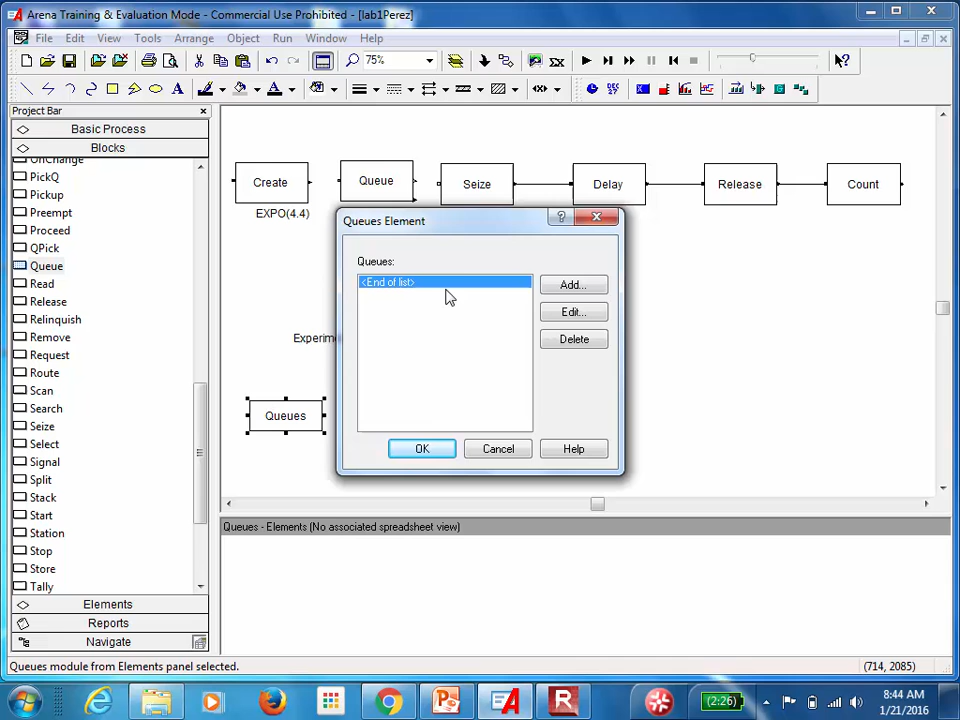 Arena Training & Evaluation Mode - Commercial Use Prohibited - [lab1Perez]
File Edit View Tools Arrange Object Run Window Help
75%
Project Bar
Basic Process
Blocks
OnChange
PickQ
Pickup
Preempt
Proceed
QPick
Queue
Read
Release
Relinquish
Remove
Request
Route
Scan
Search
Seize
Select
Signal
Split
Stack
Start
Station
Stop
Store
Tally
Elements
Reports
Navigate
Create
Queue
Seize
Delay
Release
Count
EXPO(4.4)
Queues Element
Queues:
<End of list>
Add...
Edit...
Delete
OK
Cancel
Help
Experim
Queues
Queues - Elements (No associated spreadsheet view)
Queues module from Elements panel selected.
(714, 2085)
(2:26)
8:44 AM
1/21/2016